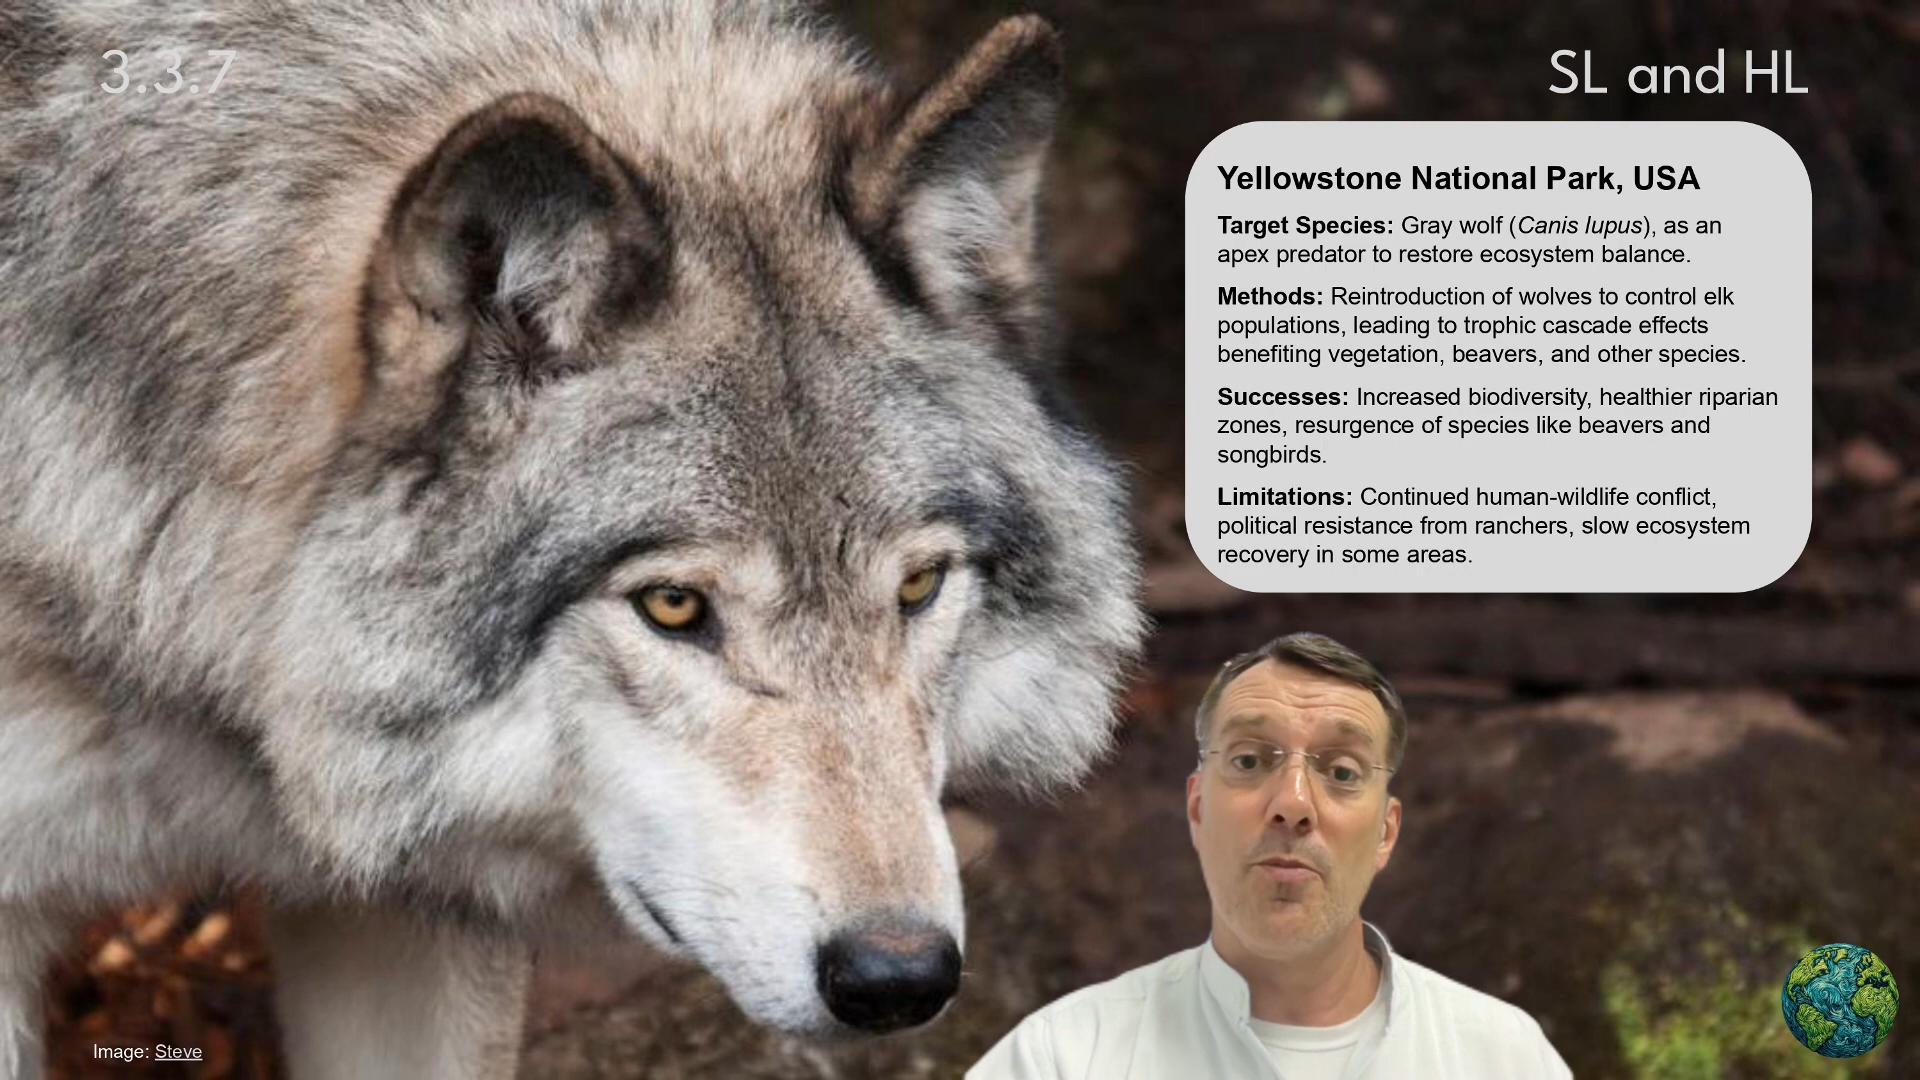 3.3.7
SL and HL
Yellowstone National Park, USA
Target Species: Gray wolf (Canis lupus), as an
apex predator to restore ecosystem balance.
Methods: Reintroduction of wolves to control elk
populations, leading to trophic cascade effects
benefiting vegetation, beavers, and other species.
Successes: Increased biodiversity, healthier riparian
zones, resurgence of species like beavers and
songbirds.
Limitations: Continued human-wildlife conflict,
political resistance from ranchers, slow ecosystem
recovery in some areas.
Image: Steve